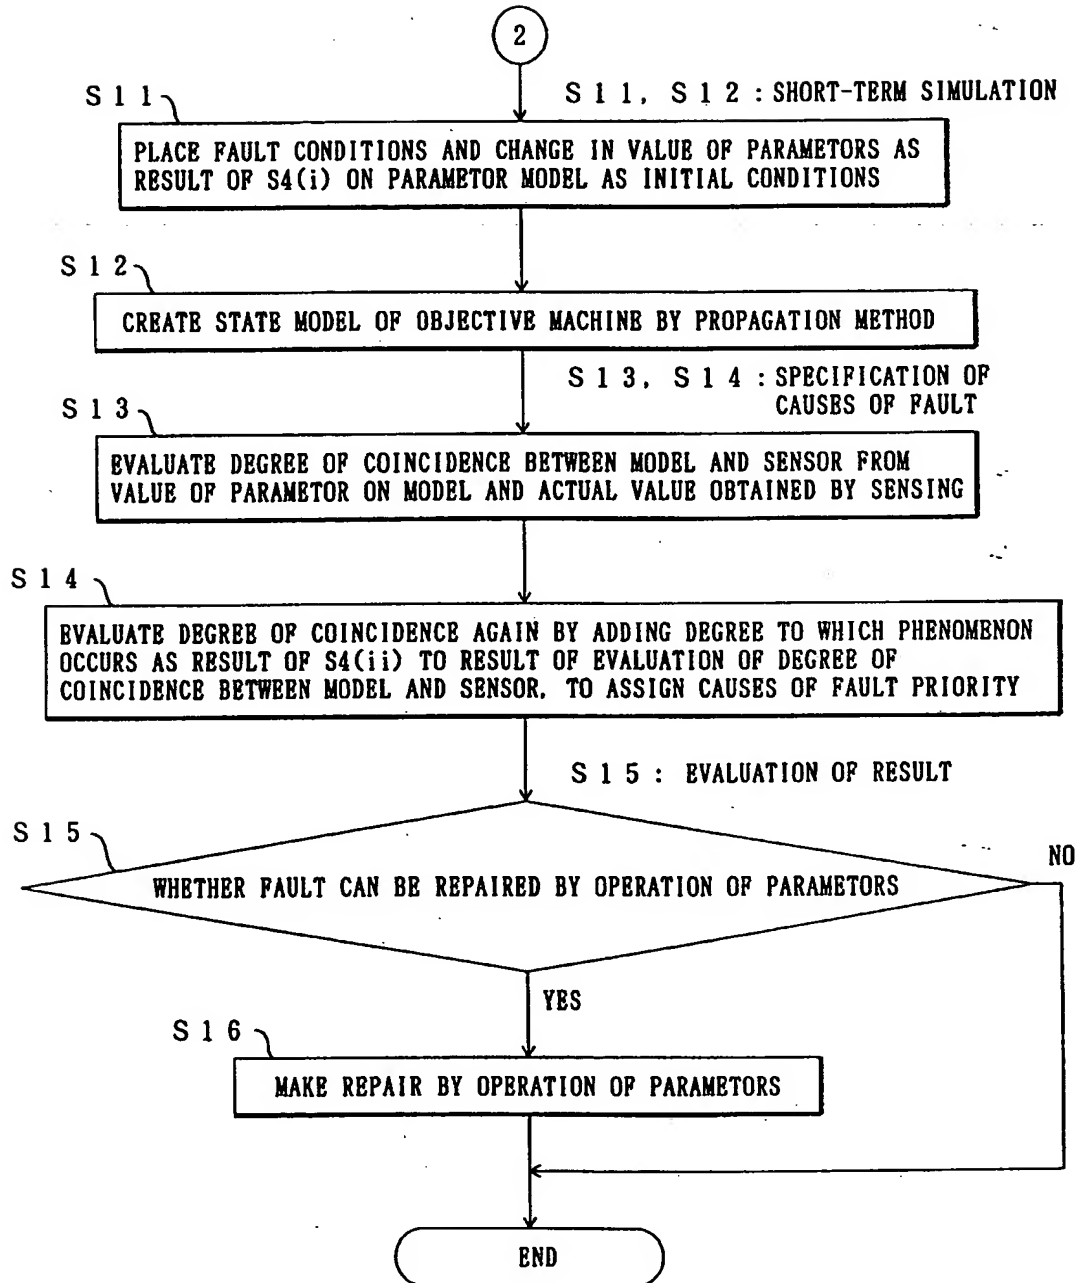 2
S11
S11, S12 : SHORT-TERM SIMULATION
PLACE FAULT CONDITIONS AND CHANGE IN VALUE OF PARAMETORS AS
RESULT OF S4(i) ON PARAMETOR MODEL AS INITIAL CONDITIONS
S12
CREATE STATE MODEL OF OBJECTIVE MACHINE BY PROPAGATION METHOD
S13, S14 : SPECIFICATION OF
CAUSES OF FAULT
S13
EVALUATE DEGREE OF COINCIDENCE BETWEEN MODEL AND SENSOR FROM
VALUE OF PARAMETOR ON MODEL AND ACTUAL VALUE OBTAINED BY SENSING
S14
EVALUATE DEGREE OF COINCIDENCE AGAIN BY ADDING DEGREE TO WHICH PHENOMENON
OCCURS AS RESULT OF S4(ii) TO RESULT OF EVALUATION OF DEGREE OF
COINCIDENCE BETWEEN MODEL AND SENSOR, TO ASSIGN CAUSES OF FAULT PRIORITY
S15 : EVALUATION OF RESULT
S15
NO
WHETHER FAULT CAN BE REPAIRED BY OPERATION OF PARAMETORS
YES
S16
MAKE REPAIR BY OPERATION OF PARAMETORS
END